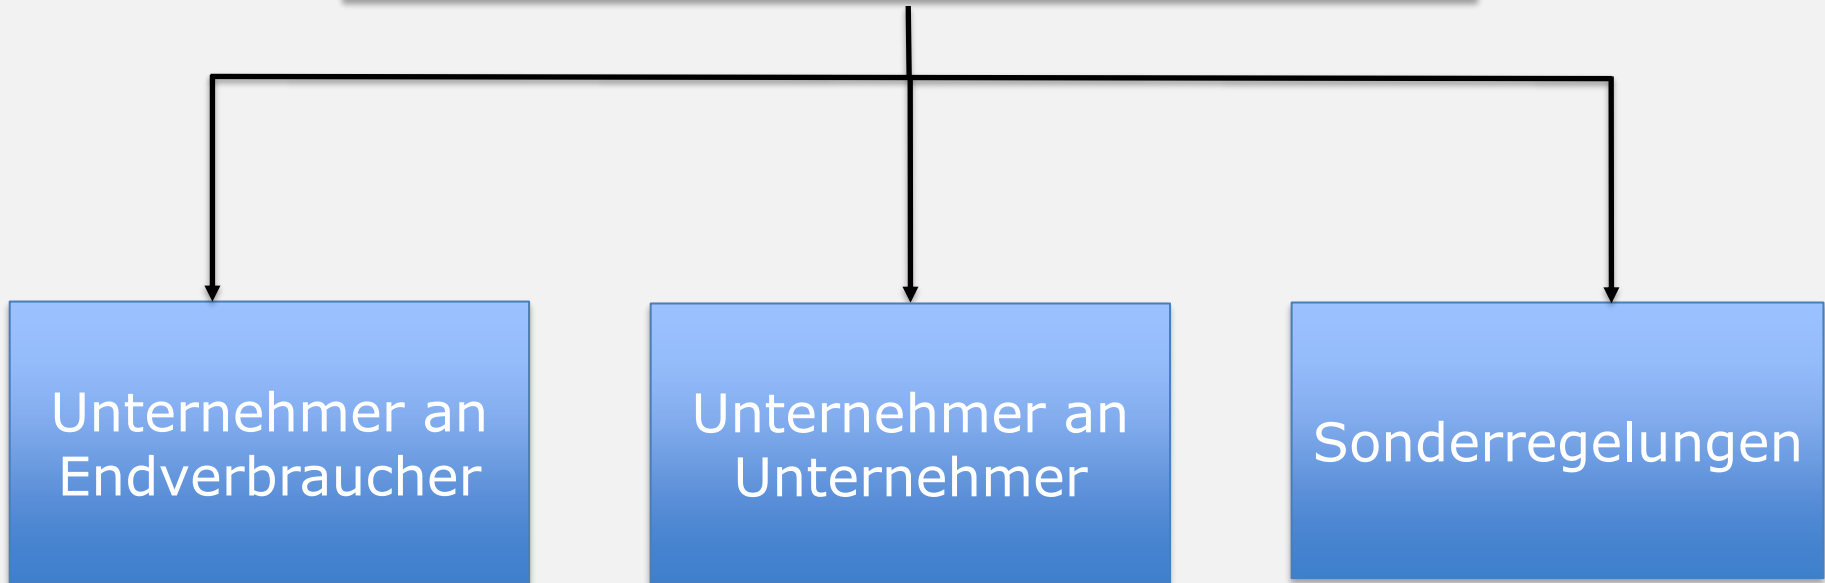 Unternehmer an
Endverbraucher
Unternehmer an
Unternehmer
Sonderregelungen